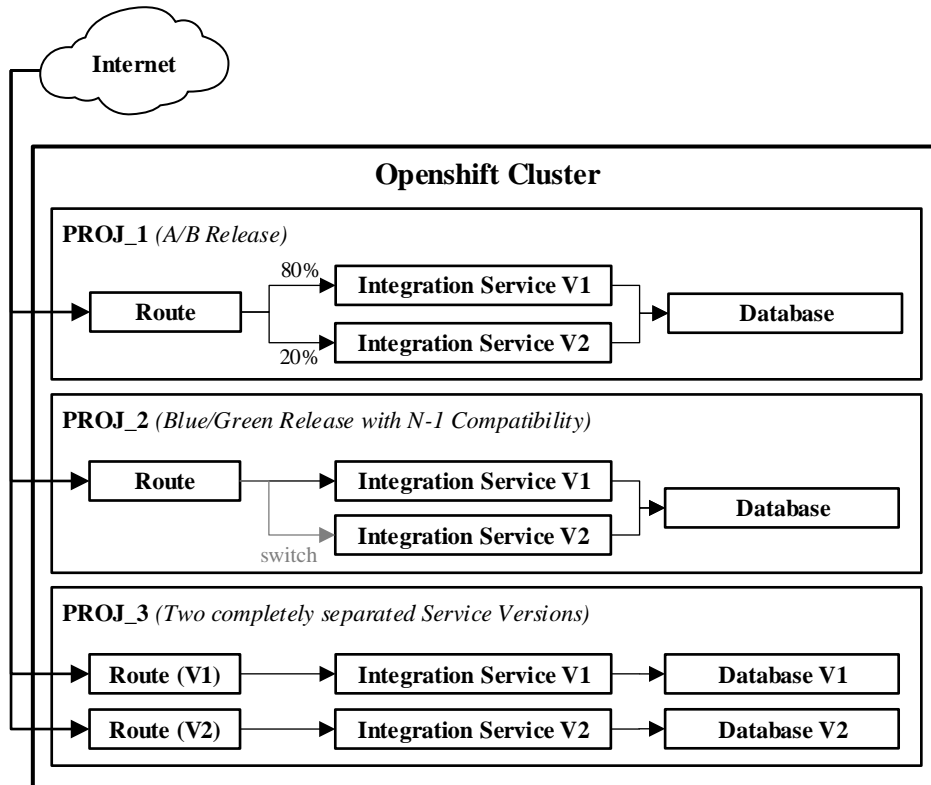 Internet
Openshift Cluster
PROJ_1 (A/B Release)
80%
Integration Service V1
Route
Database
20%
Integration Service V2
PROJ_2 (Blue/Green Release with N-1 Compatibility)
Route
Integration Service V1
Database
Integration Service V2
switch
PROJ_3 (Two completely separated Service Versions)
Route (V1)
Integration Service V1
Database V1
Route (V2)
Integration Service V2
Database V2